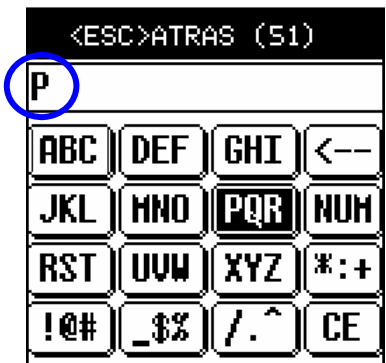 <ESC>ATRAS (51)
P
ABC DEF GHI <--
JKL MNO PQR NUM
RST UVW XYZ *:+
!@# _$% /.^ CE